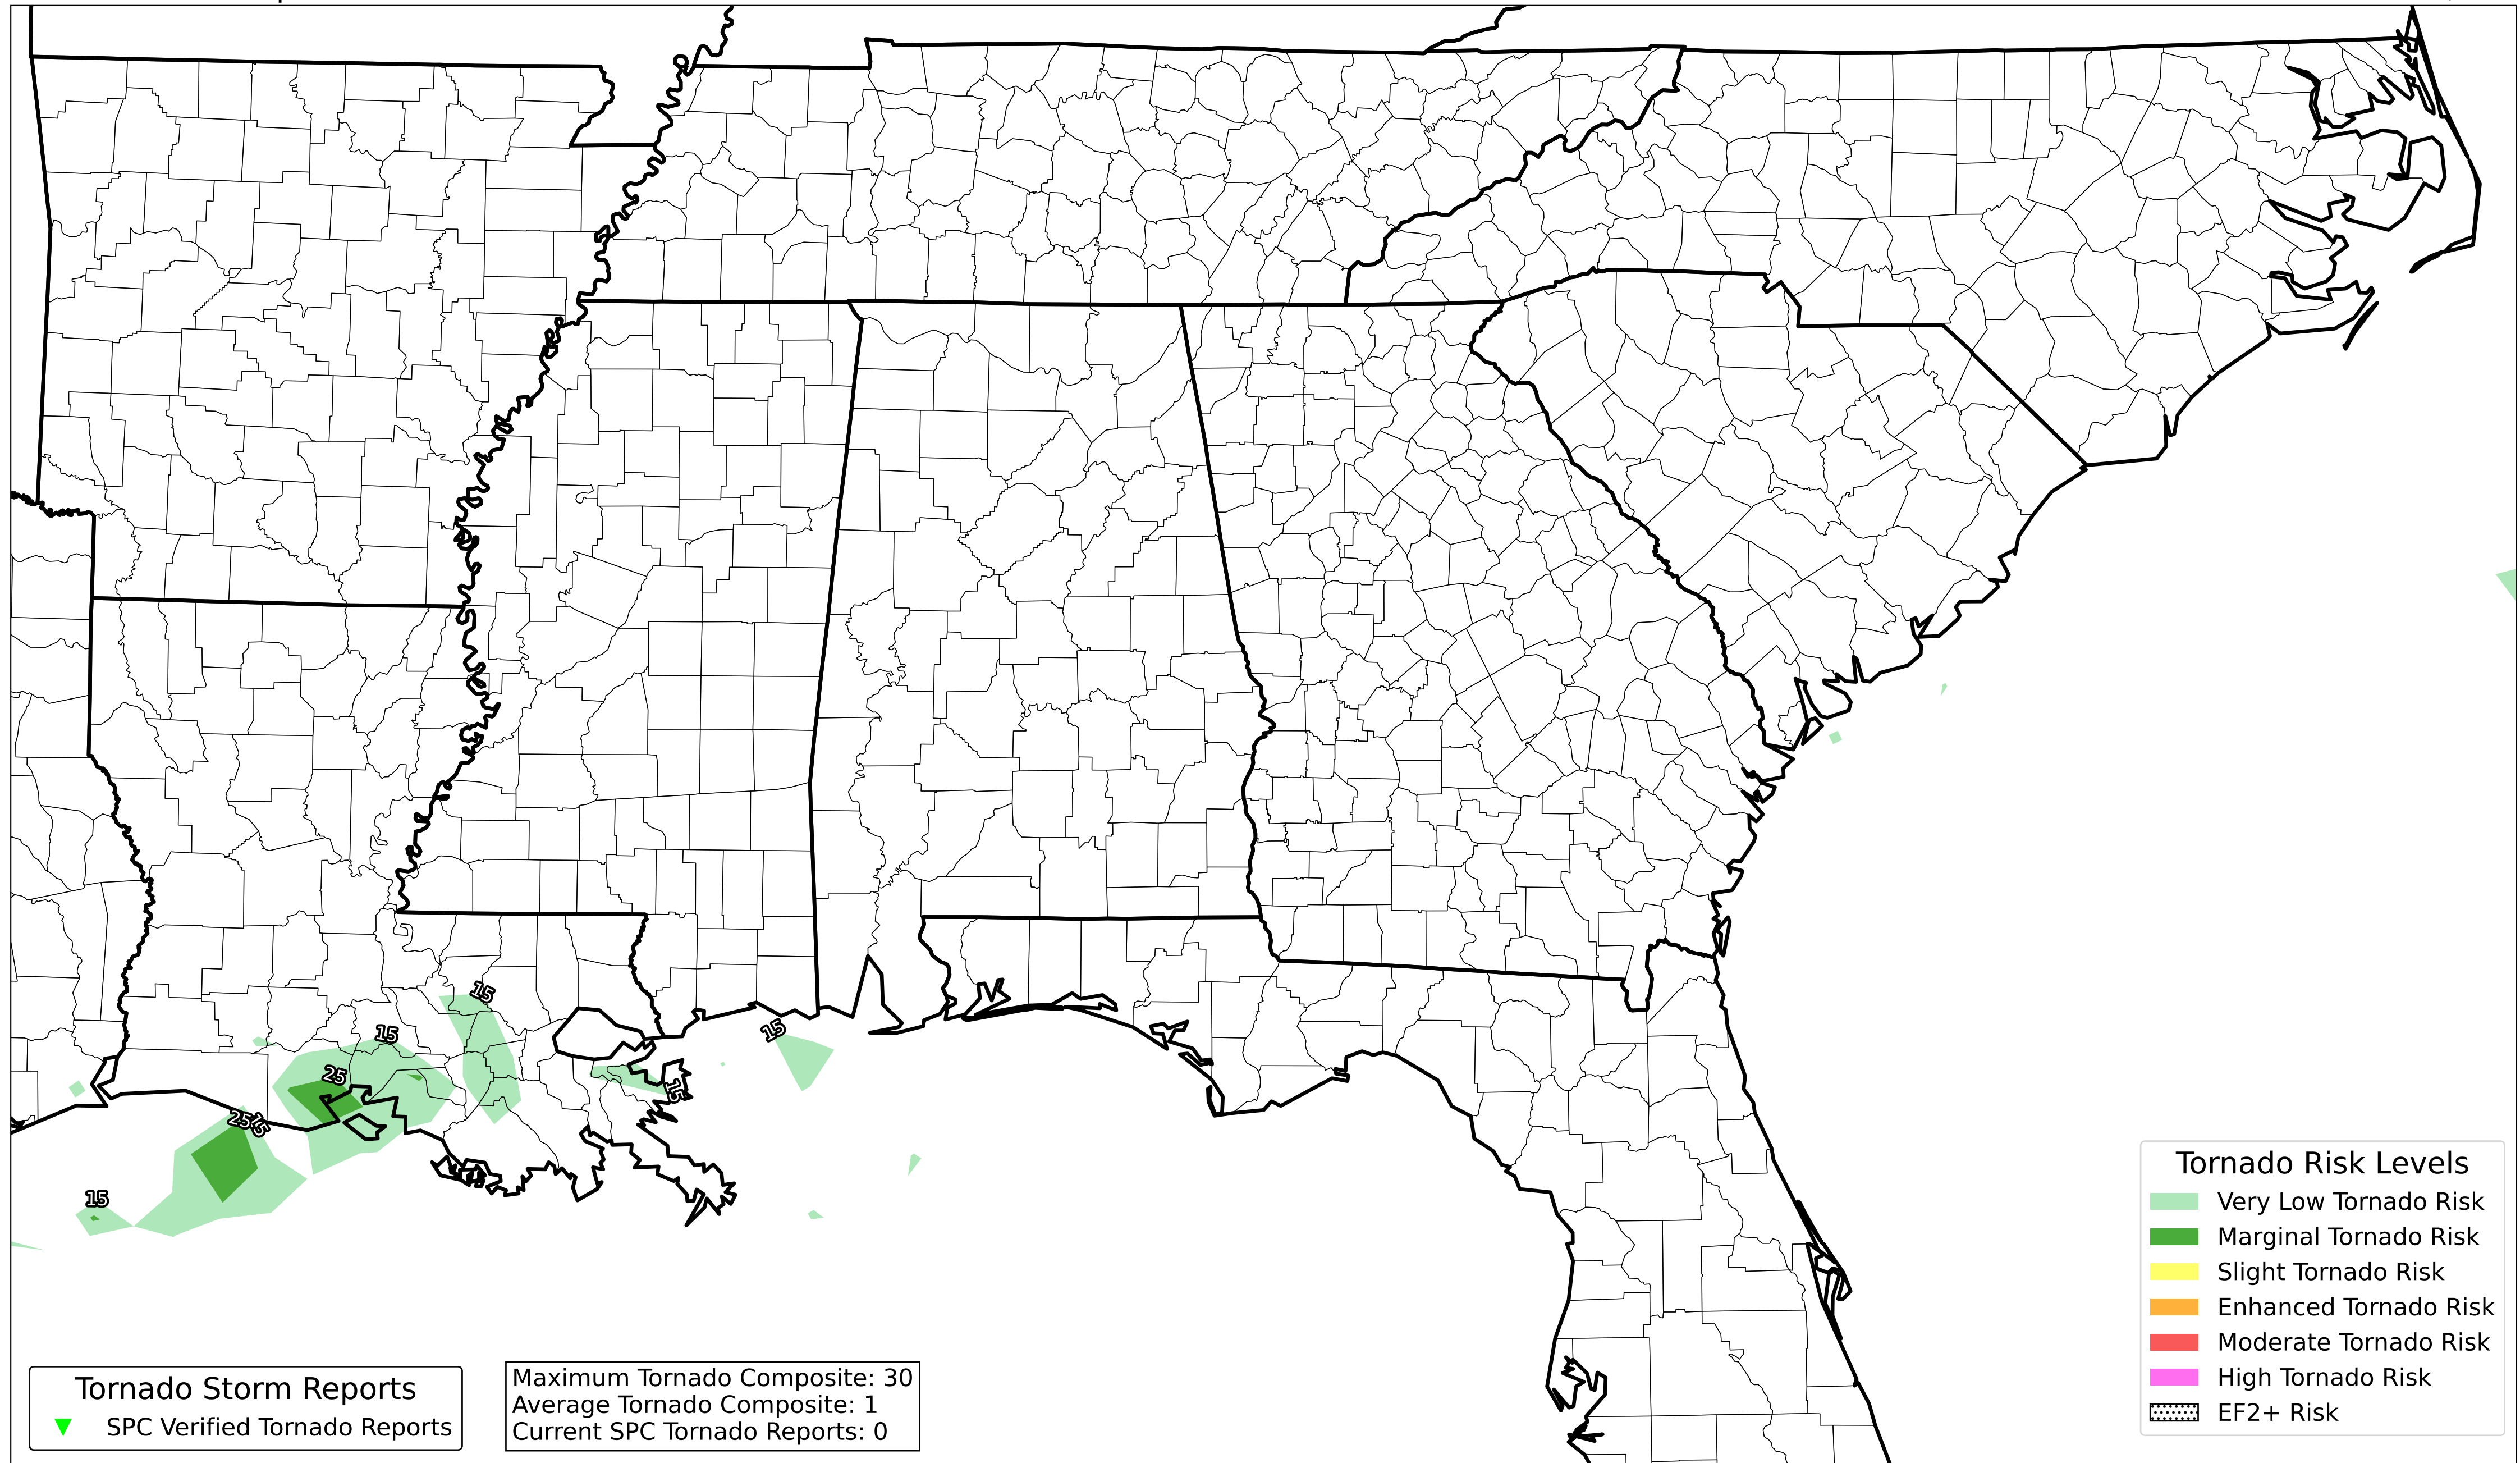 15
15
15
25
15
25
15
15
Tornado Risk Levels
Very Low Tornado Risk
Marginal Tornado Risk
Slight Tornado Risk
Enhanced Tornado Risk
Moderate Tornado Risk
High Tornado Risk
EF2+ Risk
Tornado Storm Reports
SPC Verified Tornado Reports
Maximum Tornado Composite: 30
Average Tornado Composite: 1
Current SPC Tornado Reports: 0